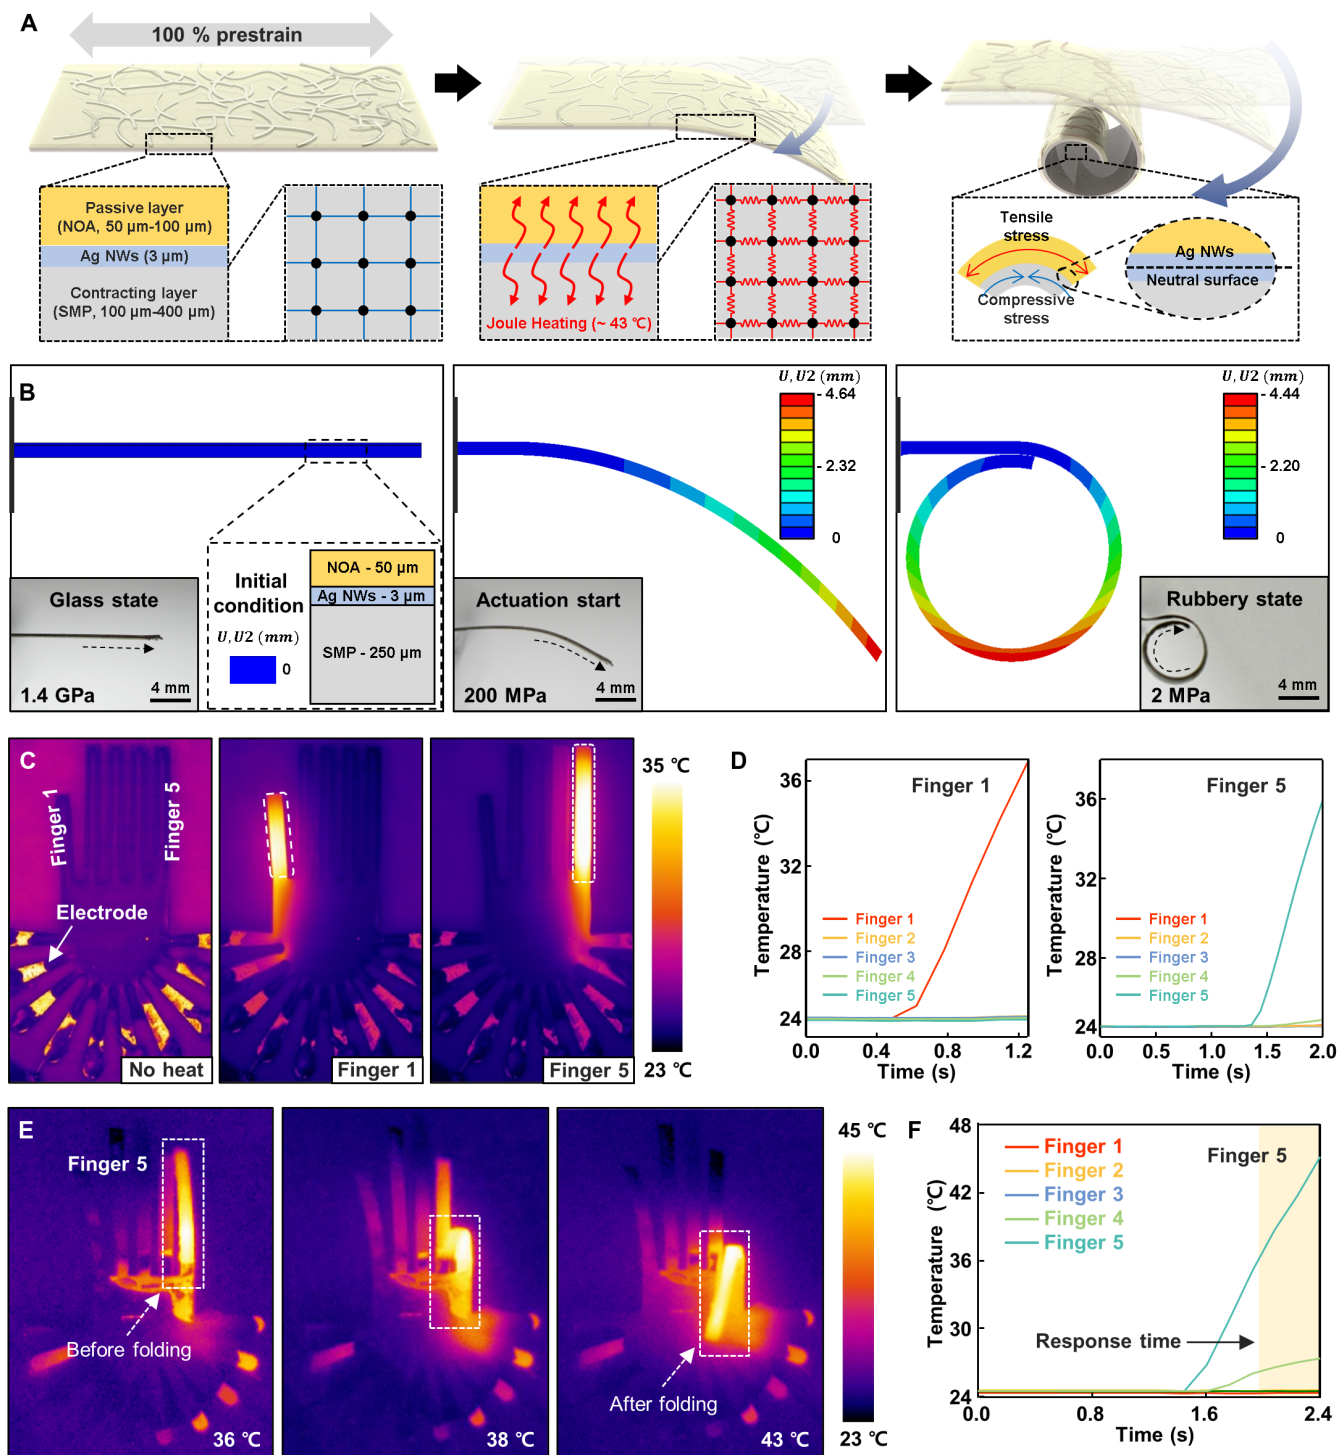 A
100 % prestrain
Passive layer
(NOA, 50 μm-100 μm)
Ag NWs (3 μm)
Contracting layer
(SMP, 100 μm-400 μm)
Joule Heating (~ 43 ℃)
Tensile
stress
Compressive
stress
Ag NWs
Neutral surface
B
Glass state
1.4 GPa
4 mm
Initial
condition
U, U2 (mm)
0
NOA - 50 μm
Ag NWs - 3 μm
SMP - 250 μm
U, U2 (mm)
4.64
2.32
0
Actuation start
200 MPa
4 mm
U, U2 (mm)
4.44
2.20
0
Rubbery state
2 MPa
4 mm
C
Finger 1
Finger 5
Electrode
No heat
Finger 1
Finger 5
35 ℃
23 ℃
D
Finger 1
Temperature (℃)
36
32
28
24
Finger 1
Finger 2
Finger 3
Finger 4
Finger 5
0.0
0.4
0.8
1.2
Time (s)
Finger 5
Temperature (℃)
36
32
28
24
Finger 1
Finger 2
Finger 3
Finger 4
Finger 5
0.0
0.5
1.0
1.5
2.0
Time (s)
E
Finger 5
Before folding
36 ℃
38 ℃
After folding
43 ℃
45 ℃
23 ℃
F
Finger 5
Temperature (℃)
48
42
36
30
24
Finger 1
Finger 2
Finger 3
Finger 4
Finger 5
Response time
0.0
0.8
1.6
2.4
Time (s)